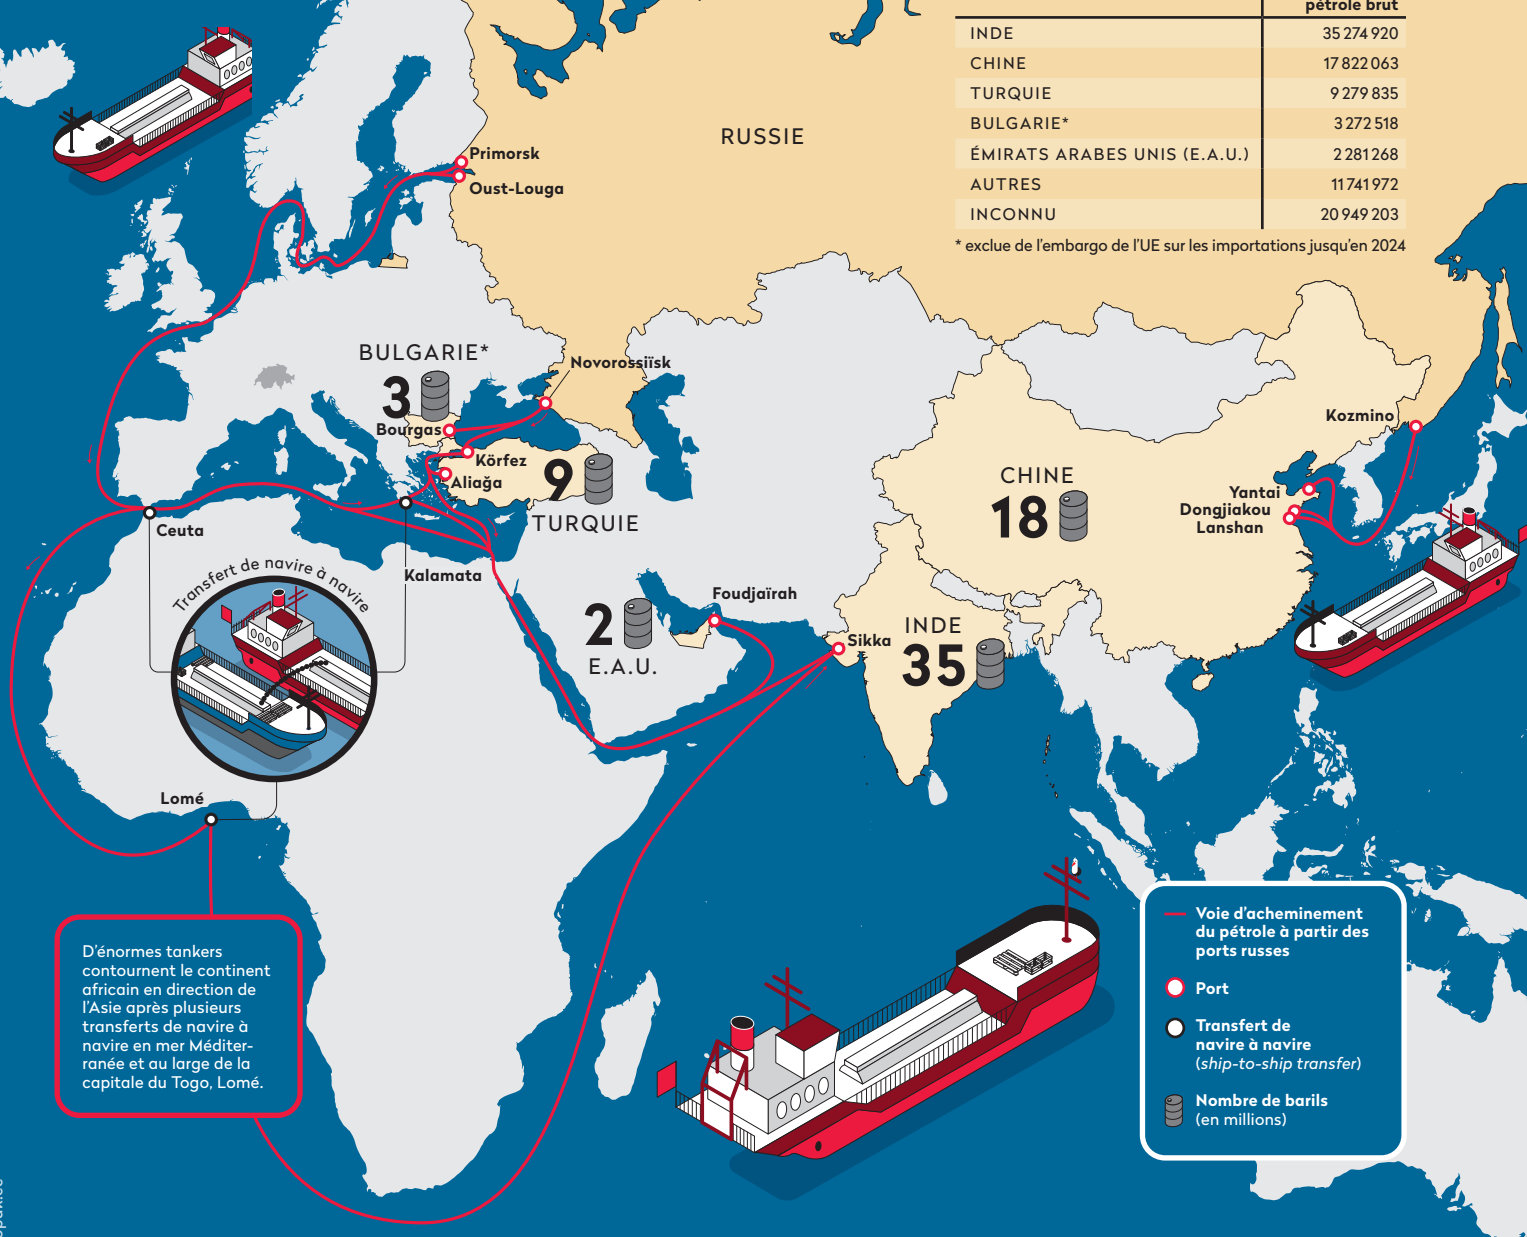 pétrole brut
INDE 35 274 920
CHINE 17 822 063
TURQUIE 9 279 835
BULGARIE* 3 272 518
ÉMIRATS ARABES UNIS (E.A.U.) 2 281 268
AUTRES 11 741 972
INCONNU 20 949 203
* exclue de l'embargo de l'UE sur les importations jusqu'en 2024
RUSSIE
Primorsk
Oust-Louga
BULGARIE*
3
Novorossiïsk
Bourgas
Körfez
Aliağa
9
TURQUIE
Kozmino
CHINE
18
Yantai
Dongjiakou
Lanshan
Ceuta
Kalamata
Transfert de navire à navire
Foudjaïrah
2
E.A.U.
Sikka
INDE
35
Lomé
D'énormes tankers
contournent le continent
africain en direction de
l'Asie après plusieurs
transferts de navire à
navire en mer Méditer-
ranée et au large de la
capitale du Togo, Lomé.
Voie d'acheminement
du pétrole à partir des
ports russes
Port
Transfert de
navire à navire
(ship-to-ship transfer)
Nombre de barils
(en millions)